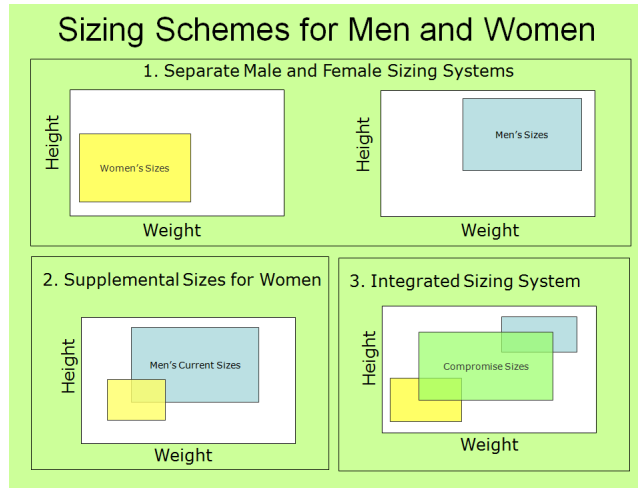 Sizing Schemes for Men and Women
1. Separate Male and Female Sizing Systems
Height
Women's Sizes
Weight
Height
Men's Sizes
Weight
2. Supplemental Sizes for Women
Height
Men's Current Sizes
Weight
3. Integrated Sizing System
Height
Compromise Sizes
Weight